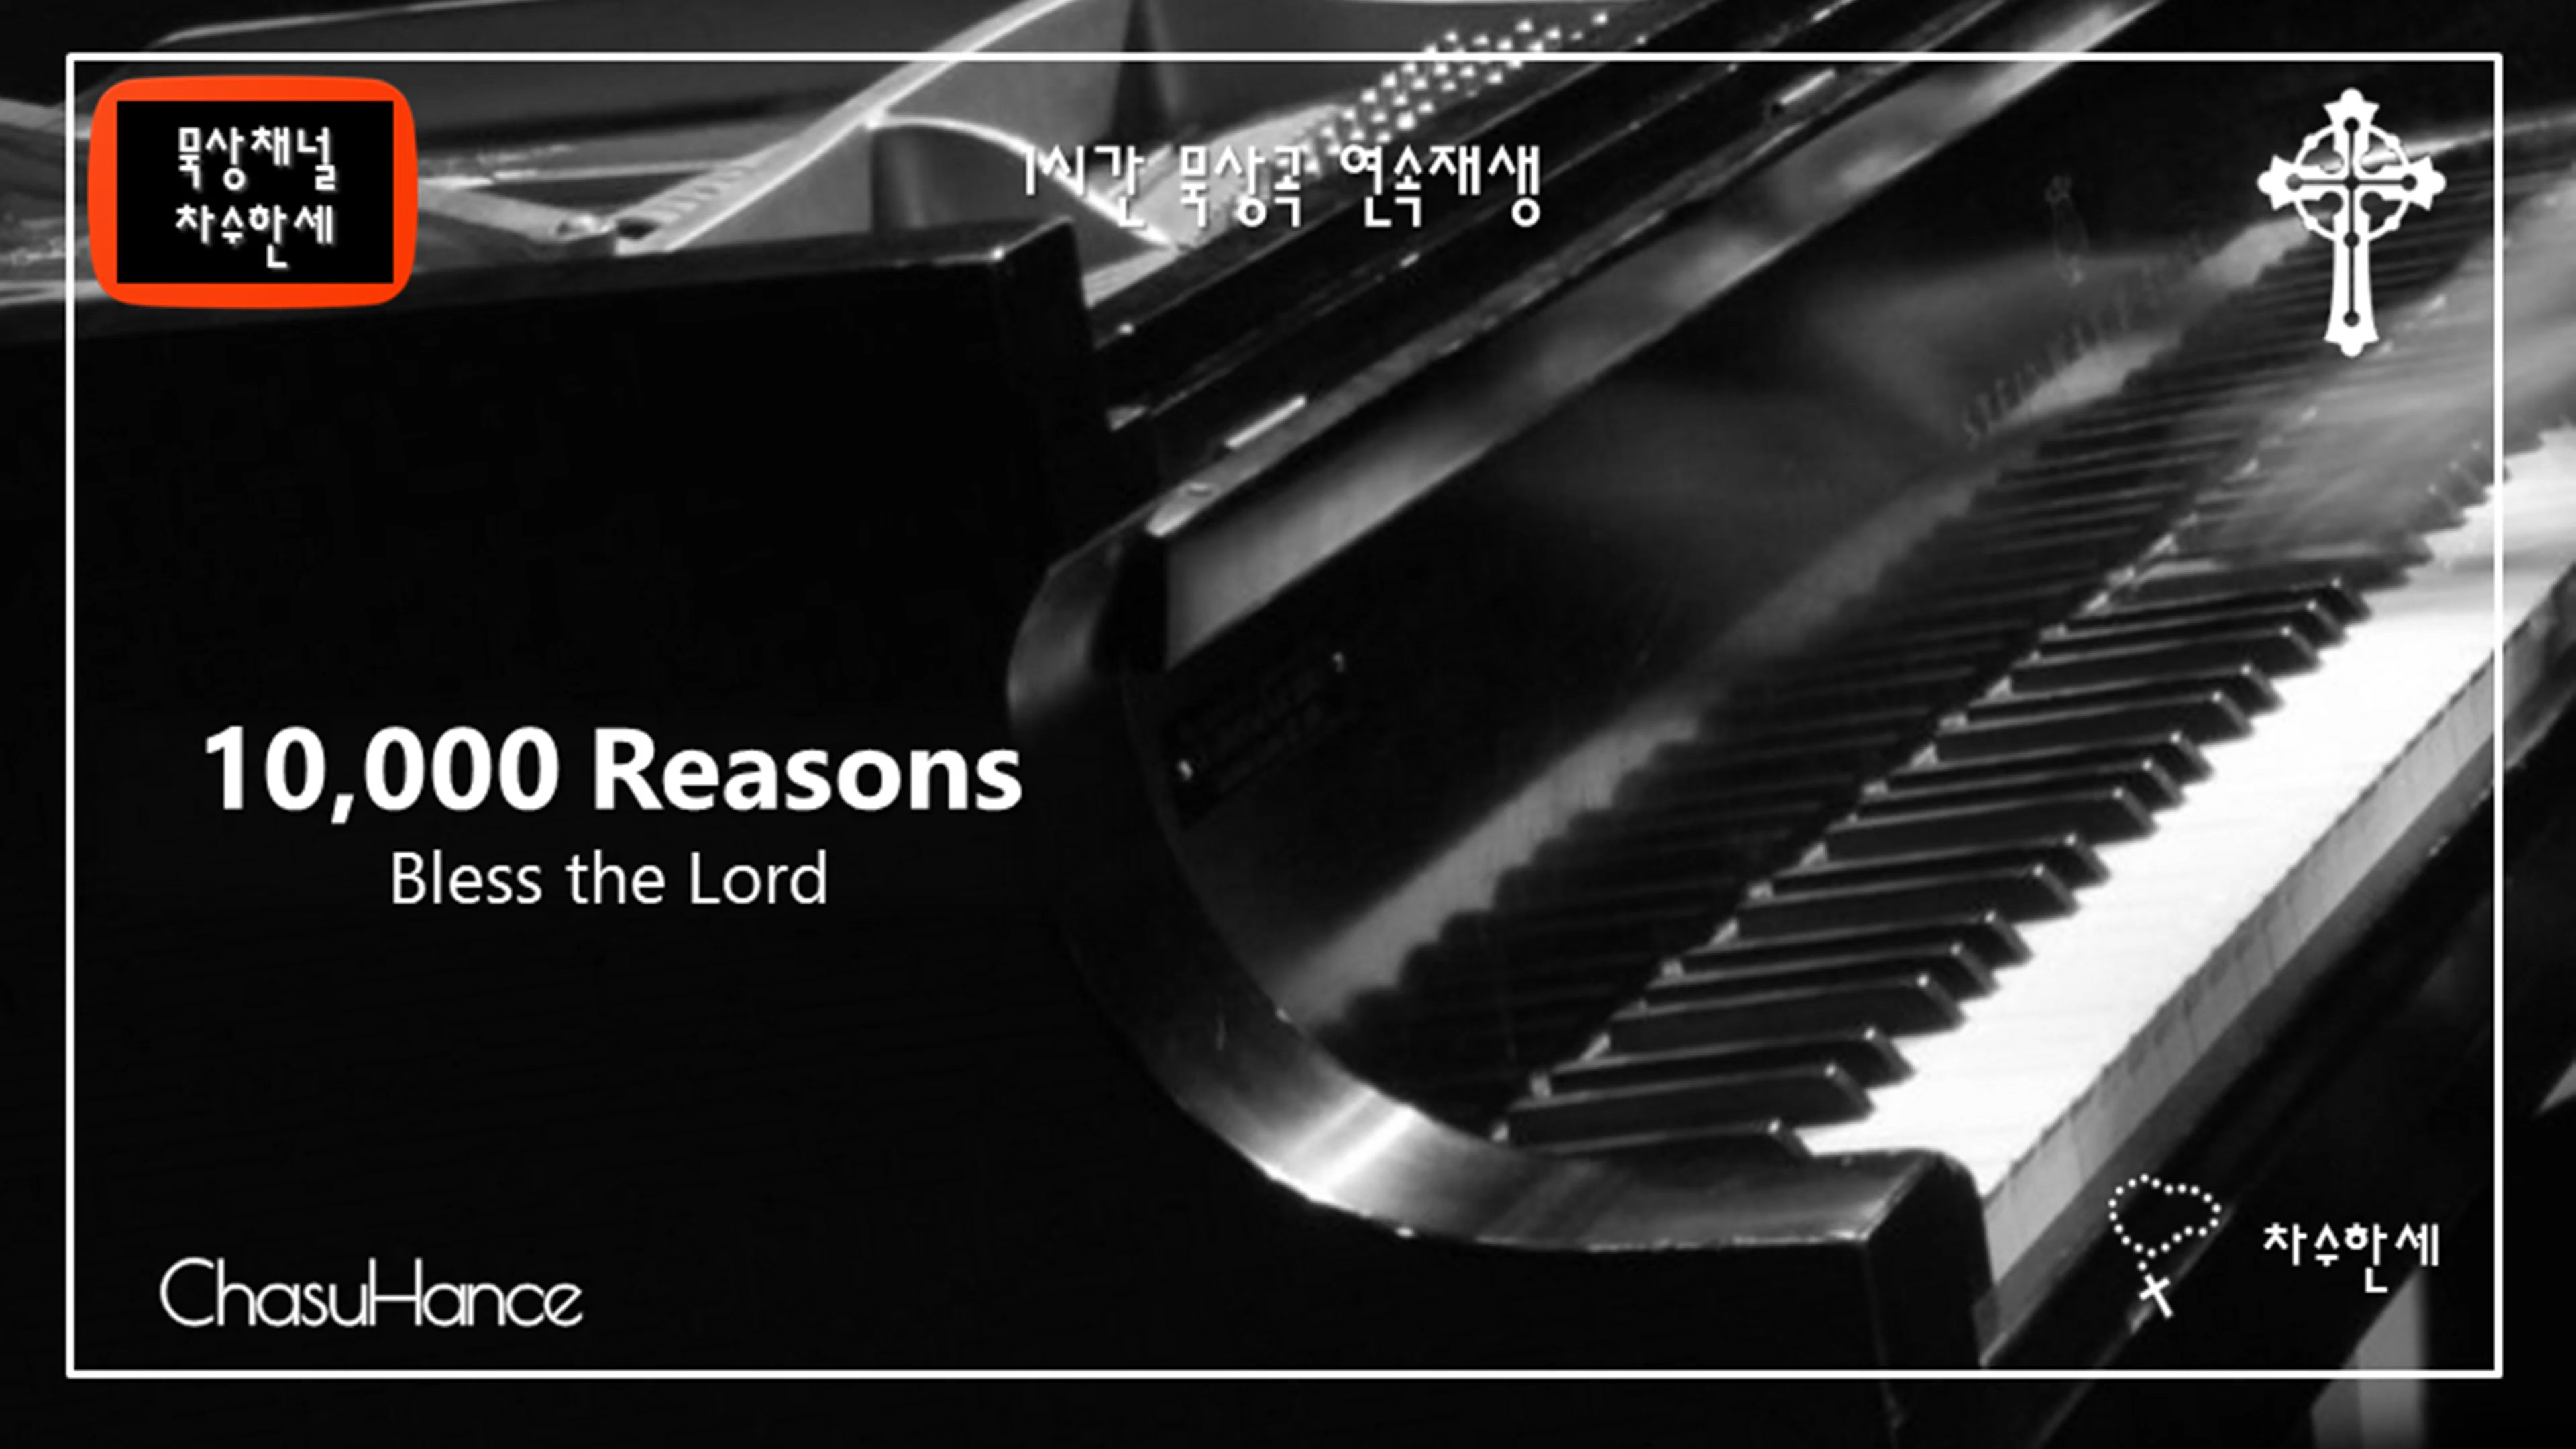 묵상채널
차수한세
1시간 묵상곡 연속재생
10,000 Reasons
Bless the Lord
ChasuHance
차수한세